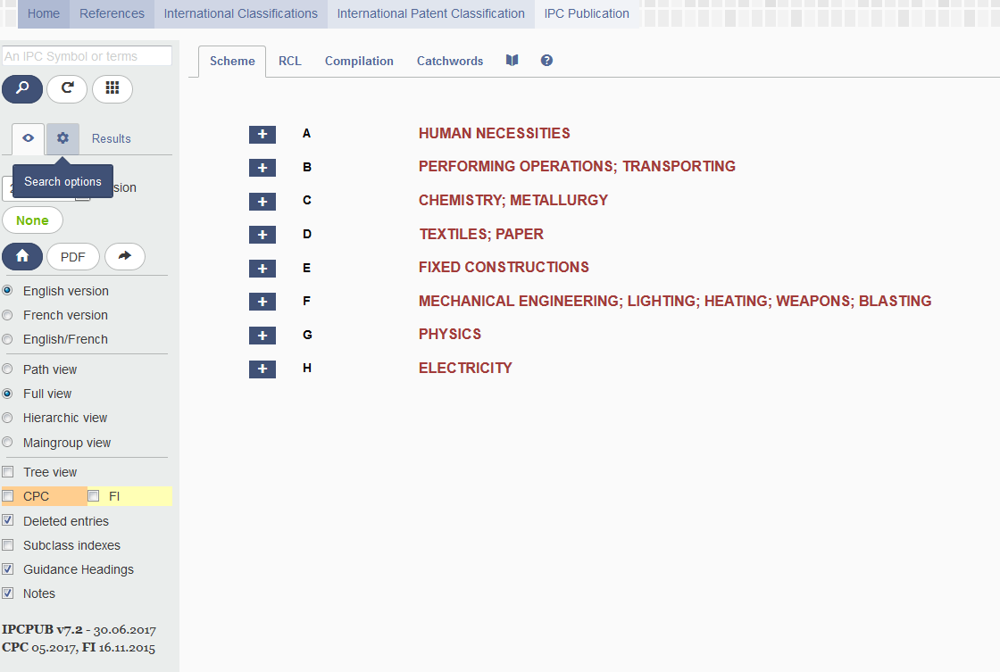 Home References International Classifications International Patent Classification IPC Publication
An IPC Symbol or terms
Results
Search options
None
PDF
English version
French version
English/French
Path view
Full view
Hierarchic view
Maingroup view
Tree view
CPC FI
Deleted entries
Subclass indexes
Guidance Headings
Notes
IPCPUB v7.2 - 30.06.2017
CPC 05.2017, FI 16.11.2015
Scheme RCL Compilation Catchwords
A HUMAN NECESSITIES
B PERFORMING OPERATIONS; TRANSPORTING
C CHEMISTRY; METALLURGY
D TEXTILES; PAPER
E FIXED CONSTRUCTIONS
F MECHANICAL ENGINEERING; LIGHTING; HEATING; WEAPONS; BLASTING
G PHYSICS
H ELECTRICITY